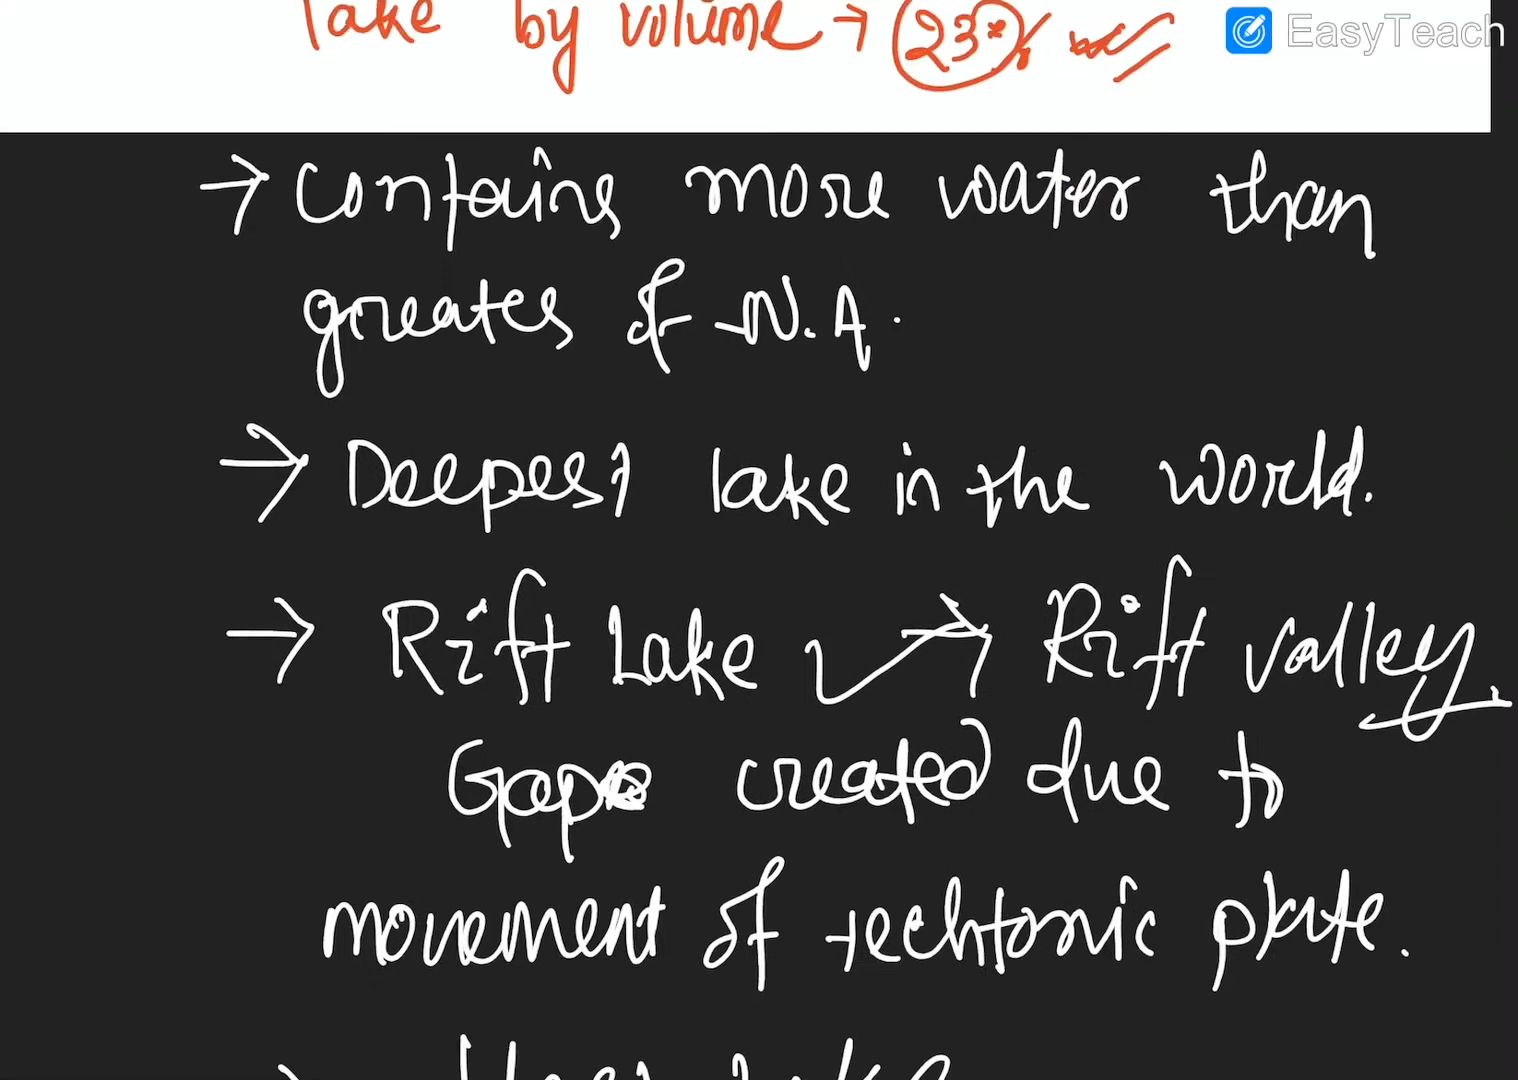 Lake by volume → 23% EasyTeach
→ Contains more water than
greates of N.A.
→ Deepest lake in the world.
→ Rift Lake → Rift valley.
Gap created due to
movement of techtonic plate.